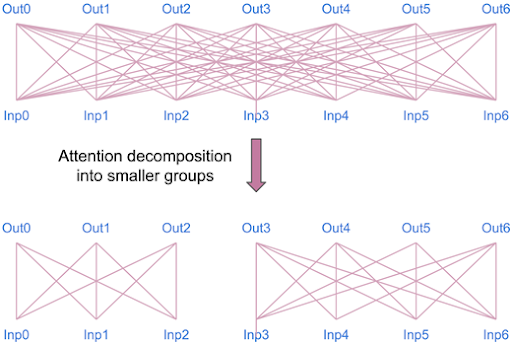 Out0 Out1 Out2 Out3 Out4 Out5 Out6
Inp0 Inp1 Inp2 Inp3 Inp4 Inp5 Inp6
Attention decomposition
into smaller groups
Out0 Out1 Out2 Out3 Out4 Out5 Out6
Inp0 Inp1 Inp2 Inp3 Inp4 Inp5 Inp6